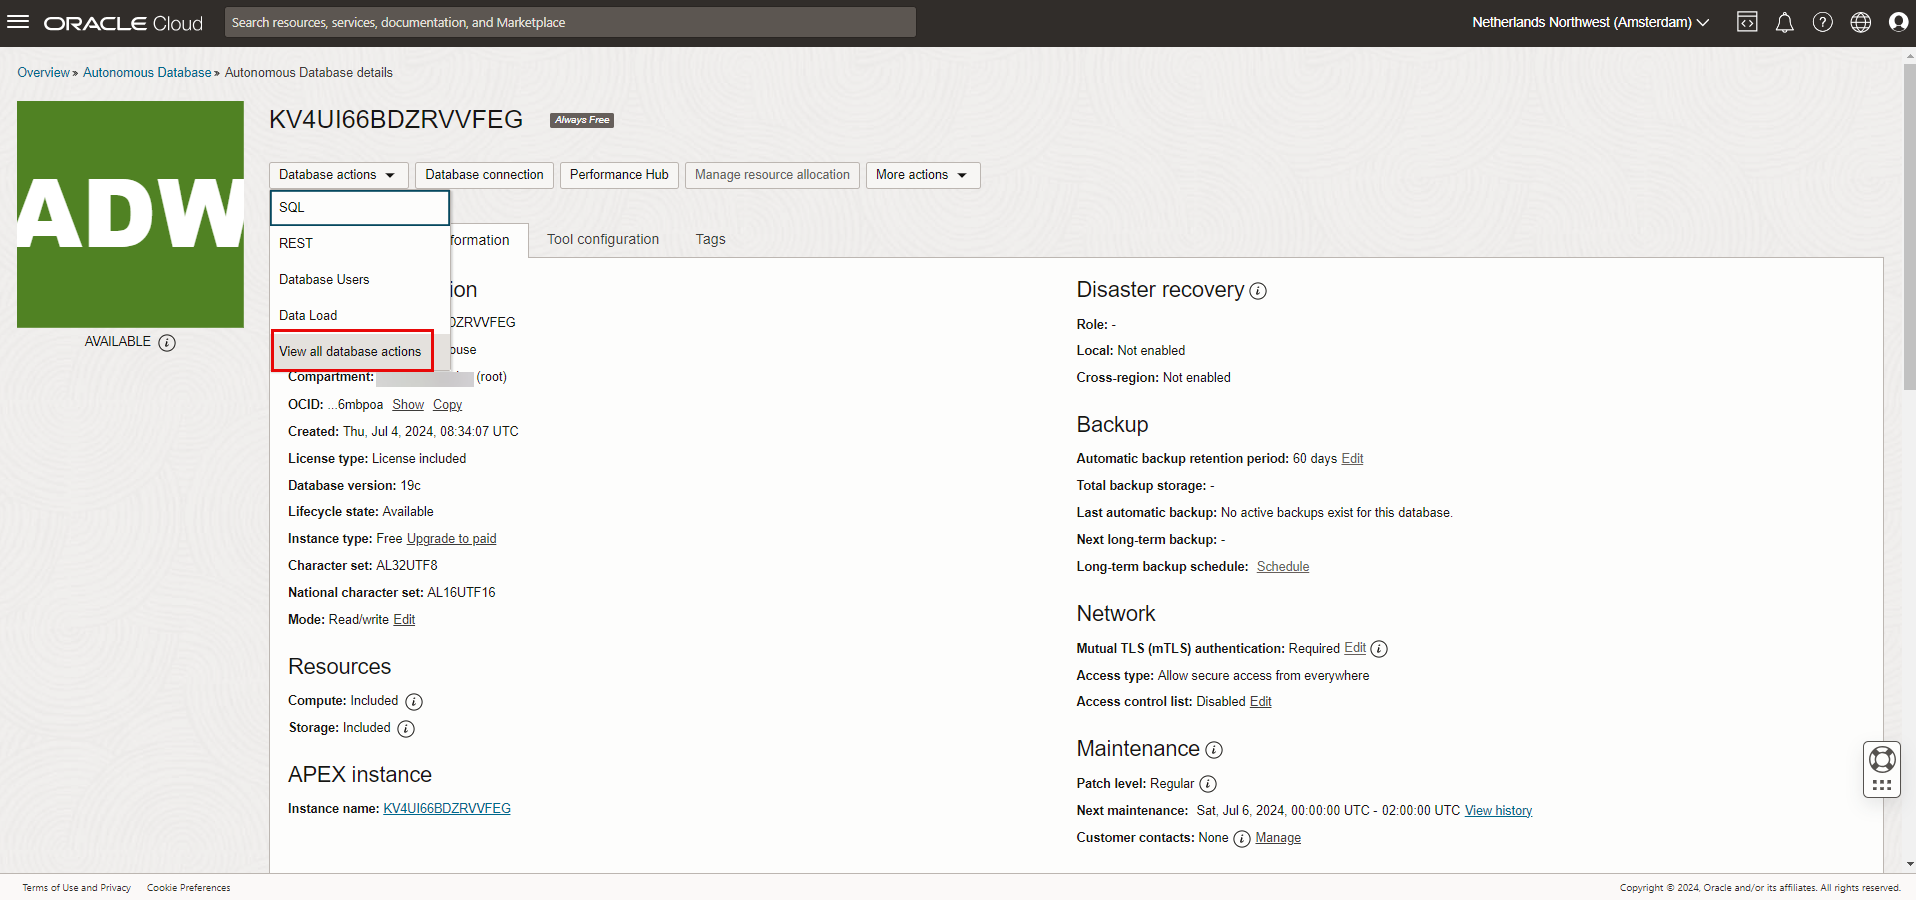 ORACLE Cloud
Search resources, services, documentation, and Marketplace
Netherlands Northwest (Amsterdam)
Overview » Autonomous Database » Autonomous Database details
ADW
AVAILABLE
KV4UI66BDZRVVFEG Always Free
Database actions Database connection Performance Hub Manage resource allocation More actions
SQL
REST
Database Users
Data Load
View all database actions
formation Tool configuration Tags
ion
DZRVVFEG
ouse
Compartment: (root)
OCID: ...6mbpoa Show Copy
Created: Thu, Jul 4, 2024, 08:34:07 UTC
License type: License included
Database version: 19c
Lifecycle state: Available
Instance type: Free Upgrade to paid
Character set: AL32UTF8
National character set: AL16UTF16
Mode: Read/write Edit
Resources
Compute: Included
Storage: Included
APEX instance
Instance name: KV4UI66BDZRVVFEG
Disaster recovery
Role: -
Local: Not enabled
Cross-region: Not enabled
Backup
Automatic backup retention period: 60 days Edit
Total backup storage: -
Last automatic backup: No active backups exist for this database.
Next long-term backup: -
Long-term backup schedule: Schedule
Network
Mutual TLS (mTLS) authentication: Required Edit
Access type: Allow secure access from everywhere
Access control list: Disabled Edit
Maintenance
Patch level: Regular
Next maintenance: Sat, Jul 6, 2024, 00:00:00 UTC - 02:00:00 UTC View history
Customer contacts: None Manage
Terms of Use and Privacy Cookie Preferences
Copyright © 2024, Oracle and/or its affiliates. All rights reserved.